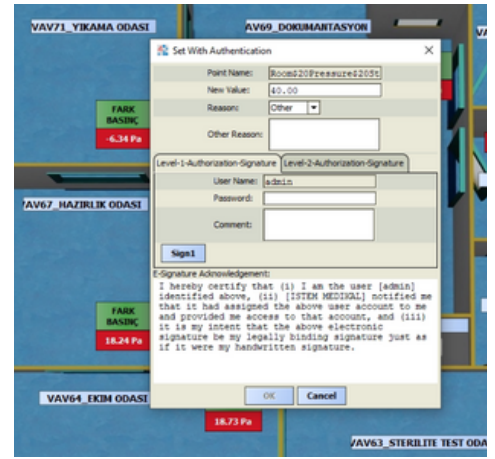 VAV71_YIKAMA ODASI
AV69_DOKUMANTASYON
Set With Authentication
Point Name: Room$20Pressure$20St
New Value: 40.00
Reason: Other
Other Reason:
FARK
BASINÇ
-6.34 Pa
Level-1-Authorization-Signature Level-2-Authorization-Signature
User Name: admin
Password:
Comment:
Sign1
VAV67_HAZIRLIK ODASI
E-Signature Acknowledgement:
I hereby certify that (i) I am the user [admin]
identified above, (ii) [ISTEM MEDIKAL] notified me
that it had assigned the above user account to me
and provided me access to that account, and (iii)
it is my intent that the above electronic
signature be my legally binding signature just as
if it were my handwritten signature.
FARK
BASINÇ
18.24 Pa
OK Cancel
VAV64_EKIM ODASI
18.73 Pa
VAV63_STERILITE TEST ODA